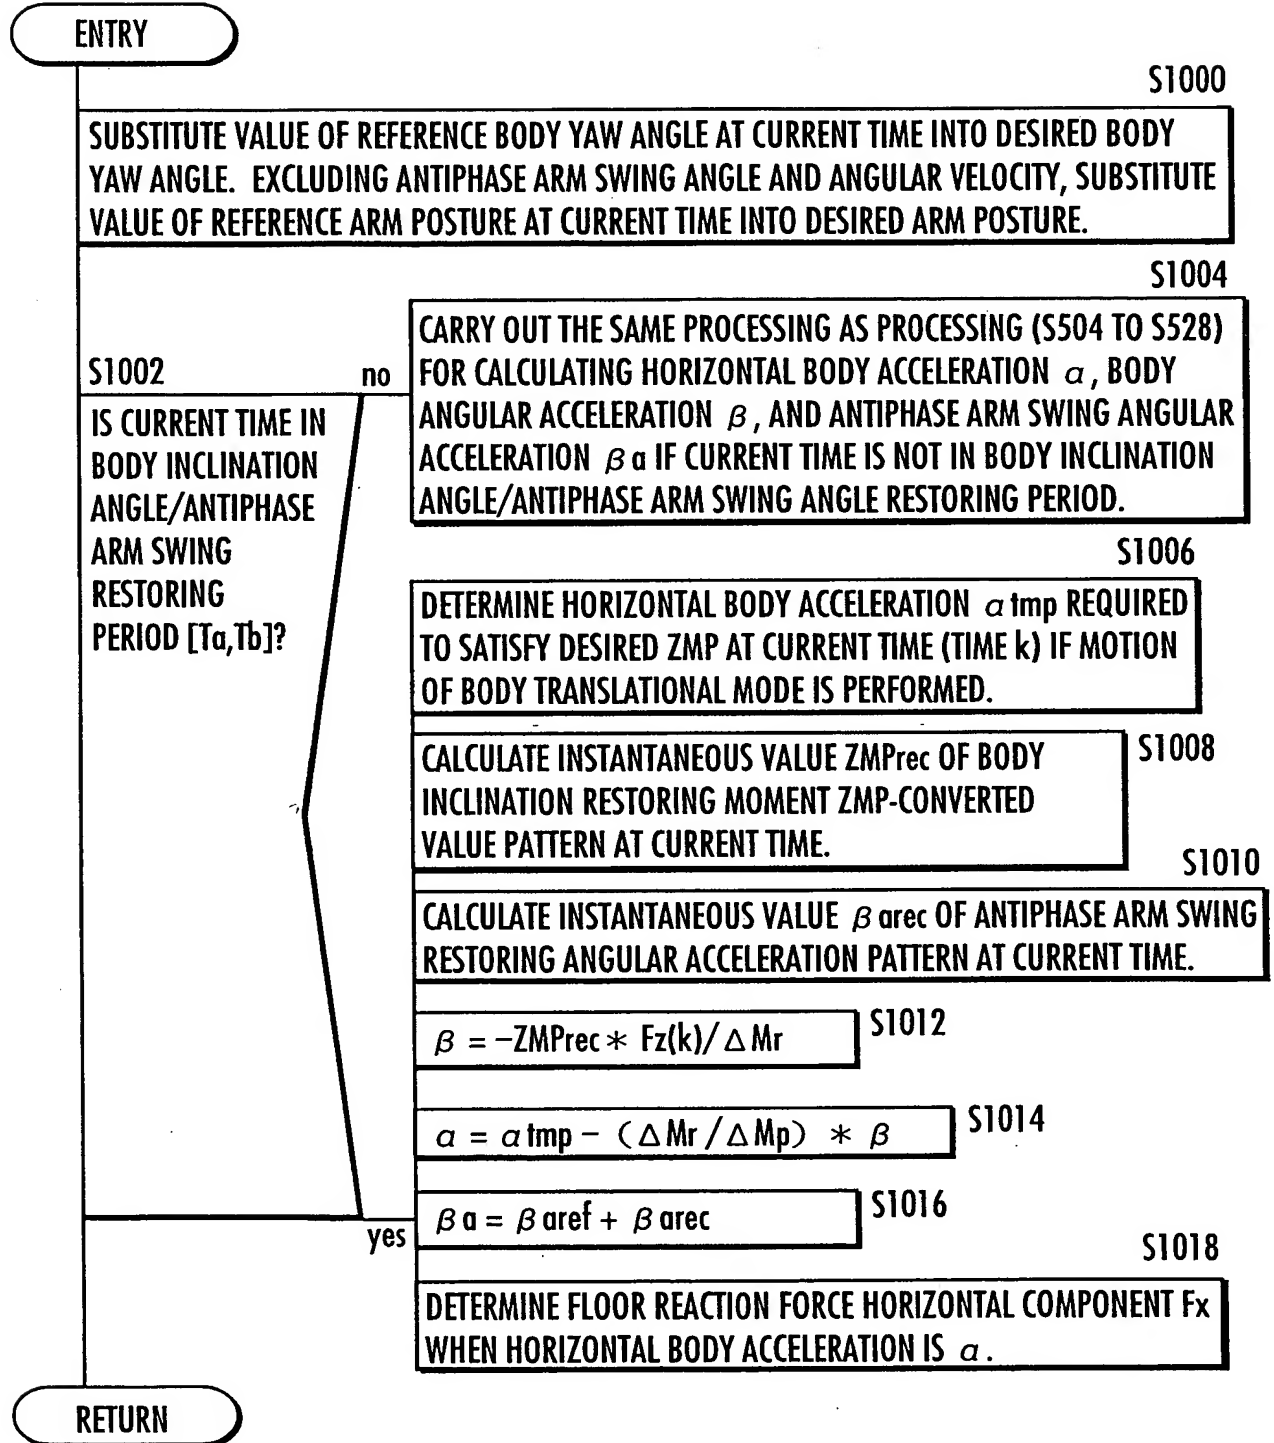 ENTRY
S1000
SUBSTITUTE VALUE OF REFERENCE BODY YAW ANGLE AT CURRENT TIME INTO DESIRED BODY
YAW ANGLE. EXCLUDING ANTIPHASE ARM SWING ANGLE AND ANGULAR VELOCITY, SUBSTITUTE
VALUE OF REFERENCE ARM POSTURE AT CURRENT TIME INTO DESIRED ARM POSTURE.
S1002
IS CURRENT TIME IN
BODY INCLINATION
ANGLE/ANTIPHASE
ARM SWING
RESTORING
PERIOD [Ta,Tb]?
no
S1004
CARRY OUT THE SAME PROCESSING AS PROCESSING (S504 TO S528)
FOR CALCULATING HORIZONTAL BODY ACCELERATION α, BODY
ANGULAR ACCELERATION β, AND ANTIPHASE ARM SWING ANGULAR
ACCELERATION βa IF CURRENT TIME IS NOT IN BODY INCLINATION
ANGLE/ANTIPHASE ARM SWING ANGLE RESTORING PERIOD.
S1006
DETERMINE HORIZONTAL BODY ACCELERATION αtmp REQUIRED
TO SATISFY DESIRED ZMP AT CURRENT TIME (TIME k) IF MOTION
OF BODY TRANSLATIONAL MODE IS PERFORMED.
S1008
CALCULATE INSTANTANEOUS VALUE ZMPrec OF BODY
INCLINATION RESTORING MOMENT ZMP-CONVERTED
VALUE PATTERN AT CURRENT TIME.
S1010
CALCULATE INSTANTANEOUS VALUE βarec OF ANTIPHASE ARM SWING
RESTORING ANGULAR ACCELERATION PATTERN AT CURRENT TIME.
β = -ZMPrec * Fz(k)/ΔMr
S1012
α = αtmp - (ΔMr/ΔMp) * β
S1014
βa = βaref + βarec
S1016
yes
S1018
DETERMINE FLOOR REACTION FORCE HORIZONTAL COMPONENT Fx
WHEN HORIZONTAL BODY ACCELERATION IS α.
RETURN